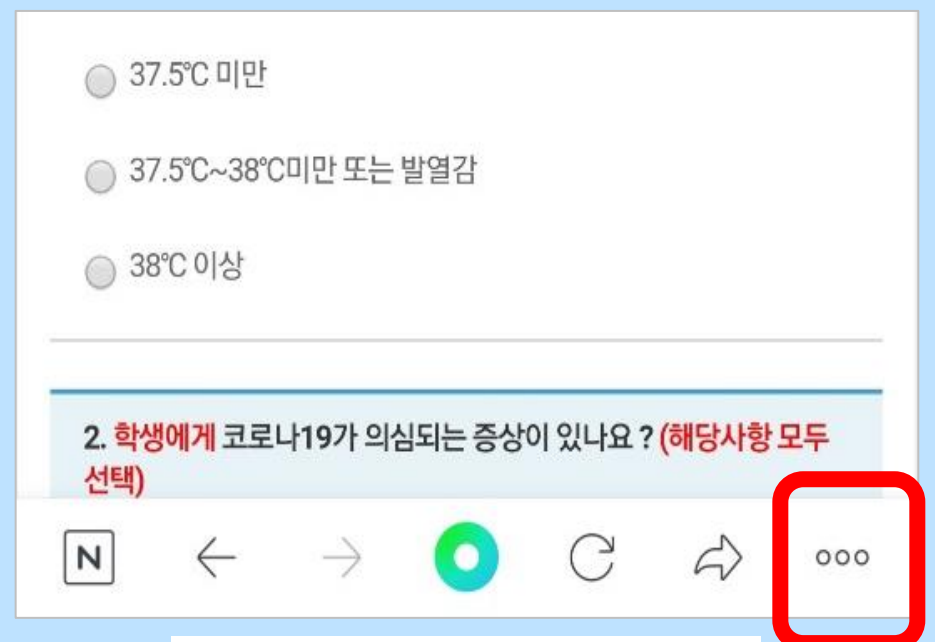 37.5℃ 미만
37.5℃~38℃미만 또는 발열감
38℃ 이상
2. 학생에게 코로나19가 의심되는 증상이 있나요 ? (해당사항 모두
선택)
N